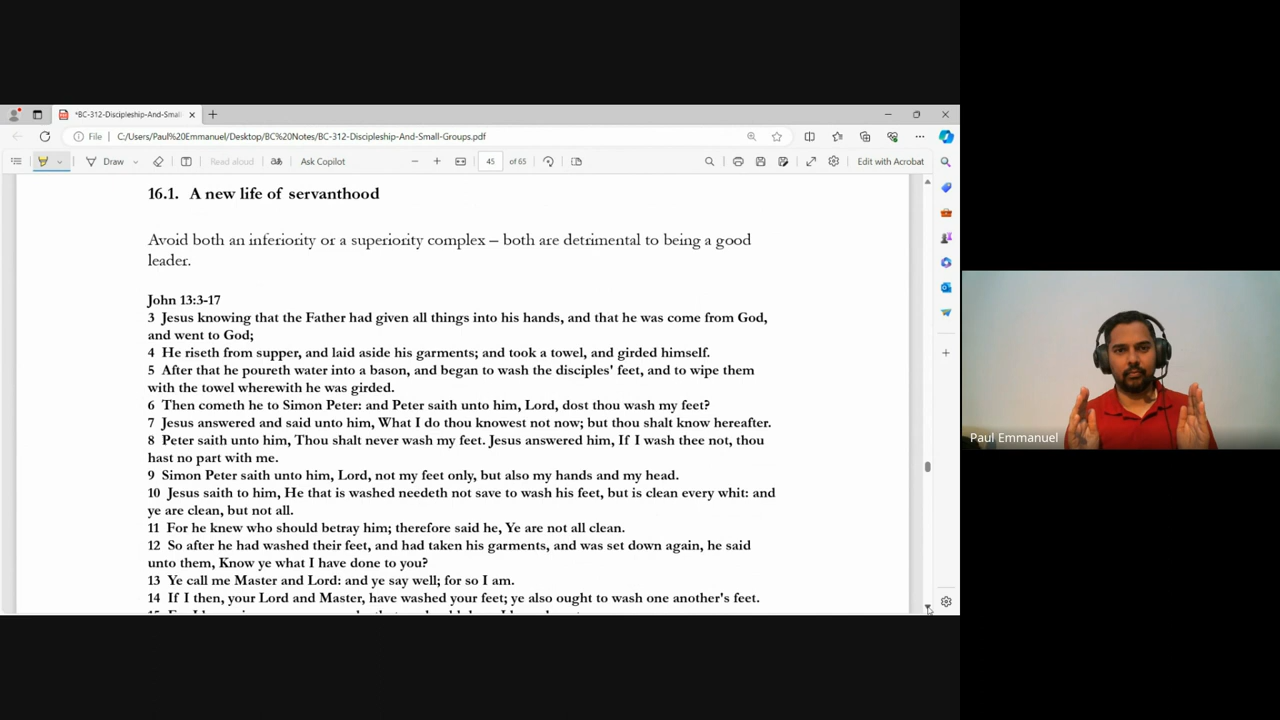 *BC-312-Discipleship-And-Small-
File
C:/Users/Paul%20Emmanuel/Desktop/BC%20Notes/BC-312-Discipleship-And-Small-Groups.pdf
Draw
Read aloud
Ask Copilot
45 of 65
Edit with Acrobat
16.1. A new life of servanthood
Avoid both an inferiority or a superiority complex – both are detrimental to being a good
leader.
John 13:3-17
3 Jesus knowing that the Father had given all things into his hands, and that he was come from God,
and went to God;
4 He riseth from supper, and laid aside his garments; and took a towel, and girded himself.
5 After that he poureth water into a bason, and began to wash the disciples' feet, and to wipe them
with the towel wherewith he was girded.
6 Then cometh he to Simon Peter: and Peter saith unto him, Lord, dost thou wash my feet?
7 Jesus answered and said unto him, What I do thou knowest not now; but thou shalt know hereafter.
8 Peter saith unto him, Thou shalt never wash my feet. Jesus answered him, If I wash thee not, thou
hast no part with me.
9 Simon Peter saith unto him, Lord, not my feet only, but also my hands and my head.
10 Jesus saith to him, He that is washed needeth not save to wash his feet, but is clean every whit: and
ye are clean, but not all.
11 For he knew who should betray him; therefore said he, Ye are not all clean.
12 So after he had washed their feet, and had taken his garments, and was set down again, he said
unto them, Know ye what I have done to you?
13 Ye call me Master and Lord: and ye say well; for so I am.
14 If I then, your Lord and Master, have washed your feet; ye also ought to wash one another's feet.
Paul Emmanuel